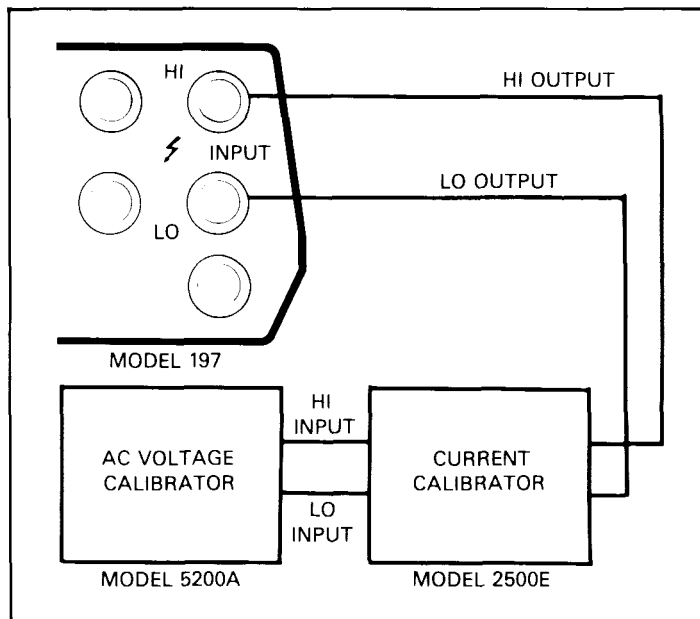 HI
HI OUTPUT
INPUT
LO OUTPUT
LO
MODEL 197
HI
INPUT
AC VOLTAGE
CALIBRATOR
CURRENT
CALIBRATOR
LO
INPUT
MODEL 5200A
MODEL 2500E